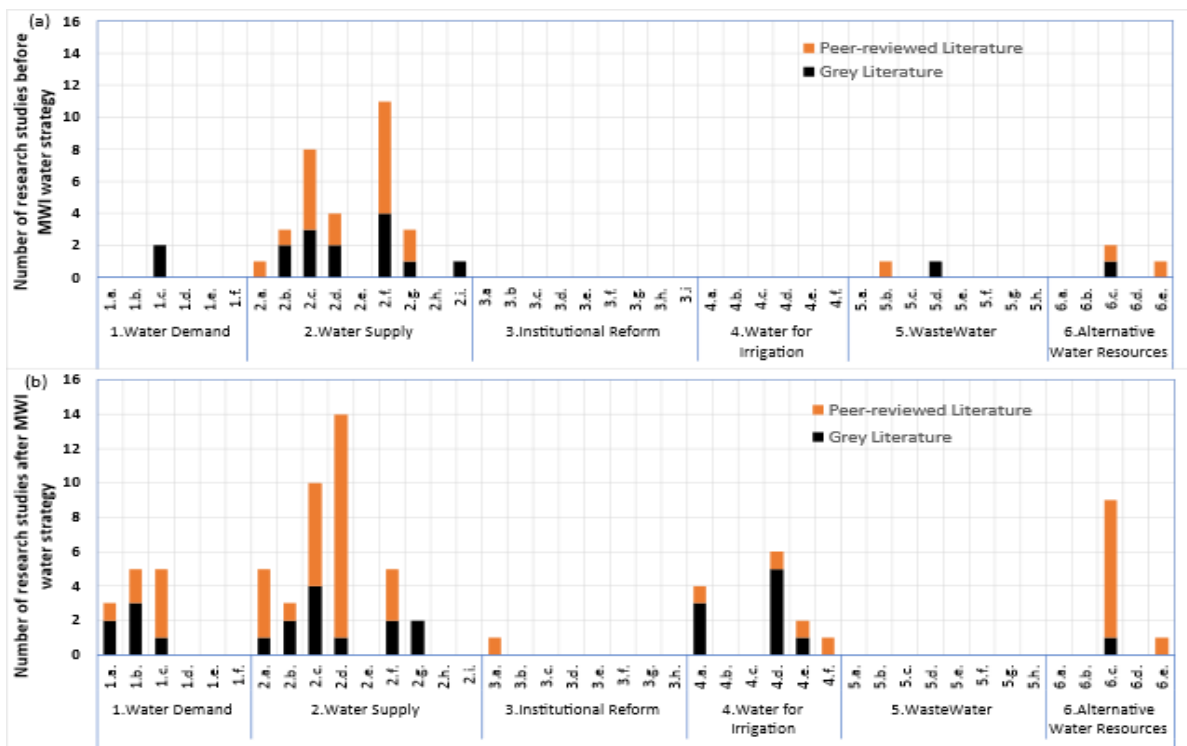 (a)
Number of research studies before
MWI water strategy
16
14
12
10
8
6
4
2
0
Peer-reviewed Literature
Grey Literature
1.a. 1.b. 1.c. 1.d. 1.e. 1.f. 2.a. 2.b. 2.c. 2.d. 2.e. 2.f. 2.g. 2.h. 2.i. 3.a 3.b 3.c. 3.d. 3.e. 3.f. 3.g. 3.h. 3.i 4.a. 4.b. 4.c. 4.d. 4.e. 4.f. 5.a. 5.b. 5.c. 5.d. 5.e. 5.f. 5.g. 5.h. 6.a. 6.b. 6.c. 6.d. 6.e.
1.Water Demand 2.Water Supply 3.Institutional Reform 4.Water for 5.WasteWater 6.Alternative
Irrigation Water Resources
(b)
Number of research studies after MWI
water strategy
16
14
12
10
8
6
4
2
0
Peer-reviewed Literature
Grey Literature
1.a. 1.b. 1.c. 1.d. 1.e. 1.f. 2.a. 2.b. 2.c. 2.d. 2.e. 2.f. 2.g. 2.h. 2.i. 3.a. 3.b. 3.c. 3.d. 3.e. 3.f. 3.g. 3.h. 4.a. 4.b. 4.c. 4.d. 4.e. 4.f. 5.a. 5.b. 5.c. 5.d. 5.e. 5.f. 5.g. 5.h. 6.a. 6.b. 6.c. 6.d. 6.e.
1.Water Demand 2.Water Supply 3.Institutional Reform 4.Water for 5.WasteWater 6.Alternative
Irrigation Water Resources